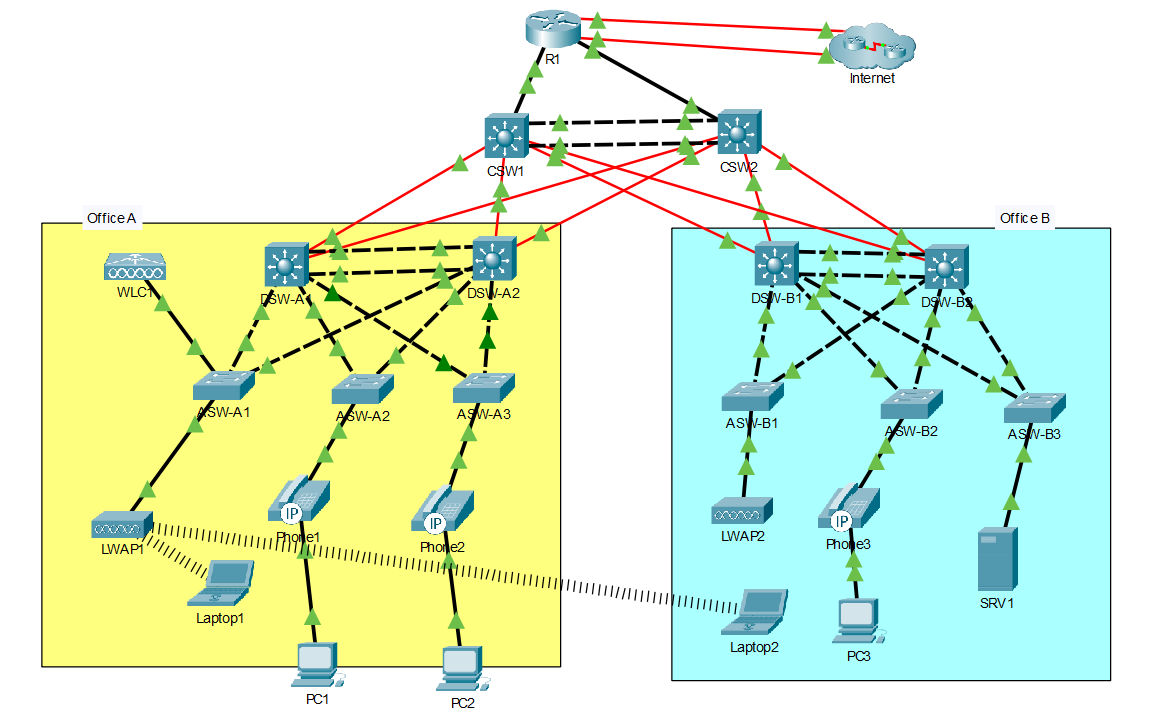 R1
Internet
CSW1
CSW2
Office A
Office B
WLC1
DSW-A1
DSW-A2
DSW-B1
DSW-B2
ASW-A1
ASW-A2
ASW-A3
ASW-B1
ASW-B2
ASW-B3
IP
IP
IP
LWAP1
Phone1
Phone2
LWAP2
Phone3
Laptop1
SRV1
Laptop2
PC3
PC1
PC2